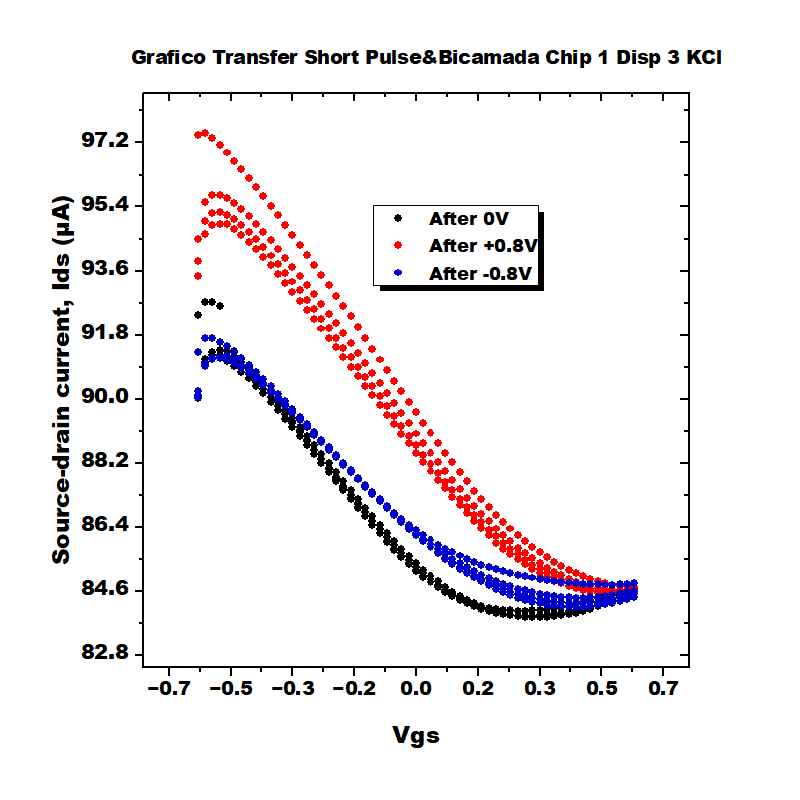 Grafico Transfer Short Pulse&Bicamada Chip 1 Disp 3 KCl
97.2
95.4
93.6
91.8
90.0
88.2
86.4
84.6
82.8
Source-drain current, Ids (µA)
After 0V
After +0.8V
After -0.8V
−0.7 −0.5 −0.3 −0.2 0.0 0.2 0.3 0.5 0.7
Vgs